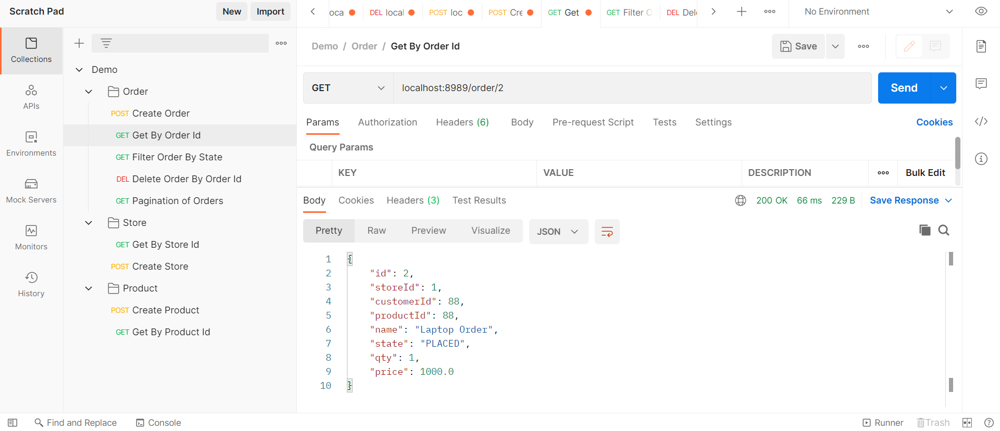 Scratch Pad
New
Import
oca
DEL local
POST loc
POST Cre
GET Get
GET Filter O
DEL Dele
No Environment
Collections
APIs
Environments
Mock Servers
Monitors
History
Demo
Order
POST Create Order
GET Get By Order Id
GET Filter Order By State
DEL Delete Order By Order Id
GET Pagination of Orders
Store
GET Get By Store Id
POST Create Store
Product
POST Create Product
GET Get By Product Id
Demo / Order / Get By Order Id
Save
GET
localhost:8989/order/2
Send
Params
Authorization
Headers (6)
Body
Pre-request Script
Tests
Settings
Cookies
Query Params
KEY
VALUE
DESCRIPTION
Bulk Edit
Body
Cookies
Headers (3)
Test Results
200 OK
66 ms
229 B
Save Response
Pretty
Raw
Preview
Visualize
JSON
1 {
2 "id": 2,
3 "storeId": 1,
4 "customerId": 88,
5 "productId": 88,
6 "name": "Laptop Order",
7 "state": "PLACED",
8 "qty": 1,
9 "price": 1000.0
10 }
Find and Replace
Console
Runner
Trash